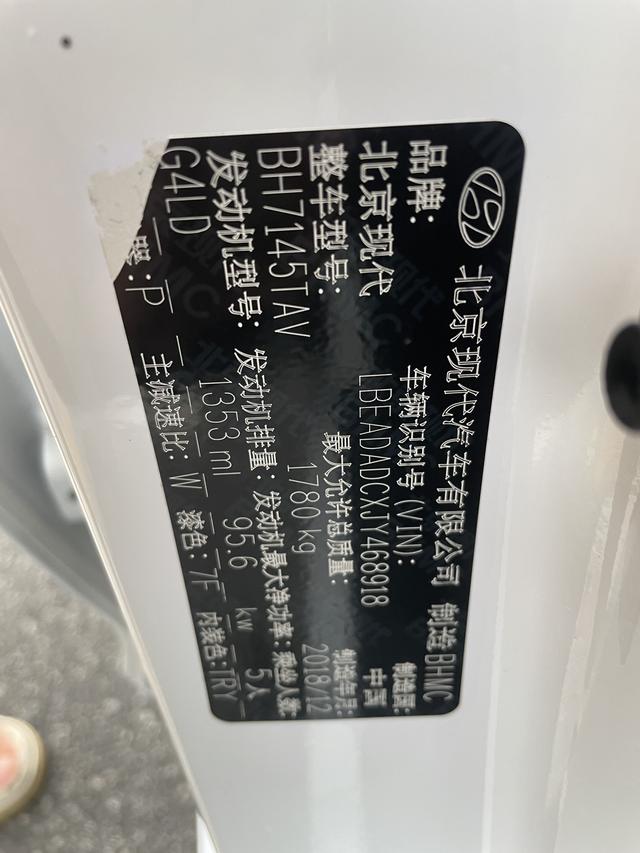 北京现代汽车有限公司 制造 BHMC
品牌: 车辆识别号 (VIN): 制造国:
北京现代 LBEADADCXJY468918 中国
整车型号: 最大允许总质量: 制造年月:
BH7145TAV 1780 kg 2018/12
发动机型号: 发动机排量: 发动机最大净功率: 乘坐人数:
G4LD 1353 ml 95.6 kw 5人
器: P 主减速比: W 漆色: 7F 内装色: TRY